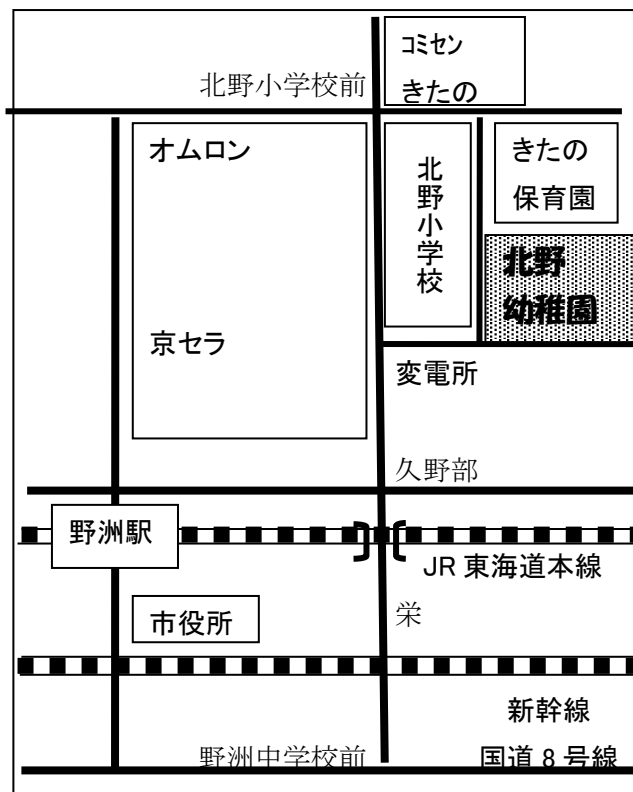 コミセン
きたの
北野小学校前
オムロン
北野小学校
きたの
保育園
北野
幼稚園
京セラ
変電所
久野部
野洲駅
JR 東海道本線
市役所
栄
新幹線
野洲中学校前
国道 8 号線